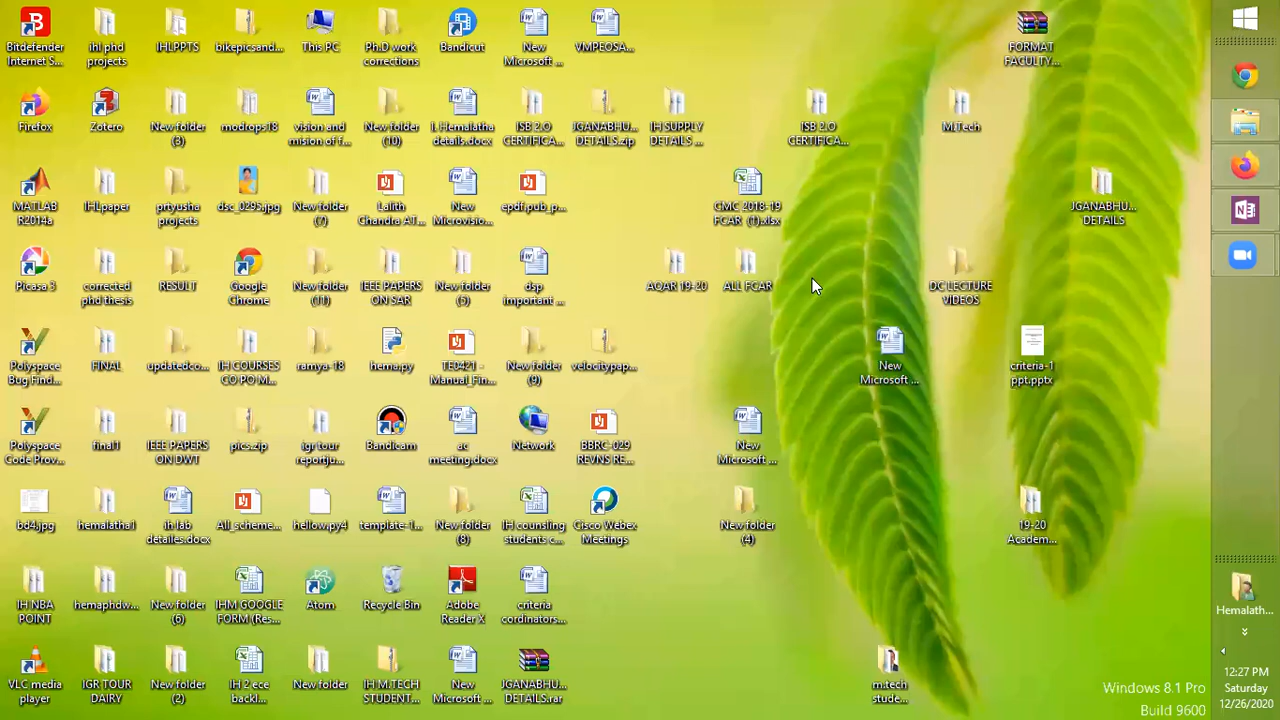 Bitdefender
Internet S...
ihl phd
projects
IHLPPTS
bikepicsand...
This PC
Ph.D work
corrections
Bandicut
New
Microsoft ...
VMPEOSA...
FORMAT
FACULTY...
Firefox
Zotero
New folder
(3)
modrops18
vision and
mision of f...
New folder
(10)
I. Hemalatha
details.docx
ISB 2.O
CERTIFICA...
JGANABHU...
DETAILS.zip
IH SUPPLY
DETAILS ...
ISB 2.O
CERTIFICA...
M.Tech
MATLAB
R2014a
IHLpaper
prtyusha
projects
dsc_0295.jpg
New folder
(7)
Lalith
Chandra AT...
New
Microvision...
epdf.pub_p...
CMC 2018-19
FCAR (1).xlsx
JGANABHU...
DETAILS
Picasa 3
corrected
phd thesis
RESULT
Google
Chrome
New folder
(11)
IEEE PAPERS
ON SAR
New folder
(5)
dsp
important ...
AQAR 19-20
ALL FCAR
DC LECTURE
VIDEOS
Polyspace
Bug Find...
FINAL
updatedco...
IH COURSES
CO PO M...
ramya-18
hema.py
TE0421 -
Manual_Fin...
New folder
(9)
velocitypap...
New
Microsoft ...
criteria-1
ppt.pptx
Polyspace
Code Prov...
final1
IEEE PAPERS
ON DWT
pics.zip
igr tour
reportju...
Bandicam
ac
meeting.docx
Network
BBRC-029
REVNS RE...
New
Microsoft ...
bd4.jpg
hemalatha1
ih lab
detailes.docx
All_scheme...
hellow.py4
template-1...
New folder
(8)
IH counsling
students c...
Cisco Webex
Meetings
New folder
(4)
19-20
Academ...
IH NBA
POINT
hemaphdw...
New folder
(6)
IHM GOOGLE
FORM (Res...
Atom
Recycle Bin
Adobe
Reader X
criteria
cordinators...
Hemalath...
VLC media
player
IGR TOUR
DAIRY
New folder
(2)
IH 2 ece
backl...
New folder
IH M.TECH
STUDENT...
New
Microsoft ...
JGANABHU...
DETAILS.rar
m.tech
stude...
12:27 PM
Saturday
12/26/2020
Windows 8.1 Pro
Build 9600